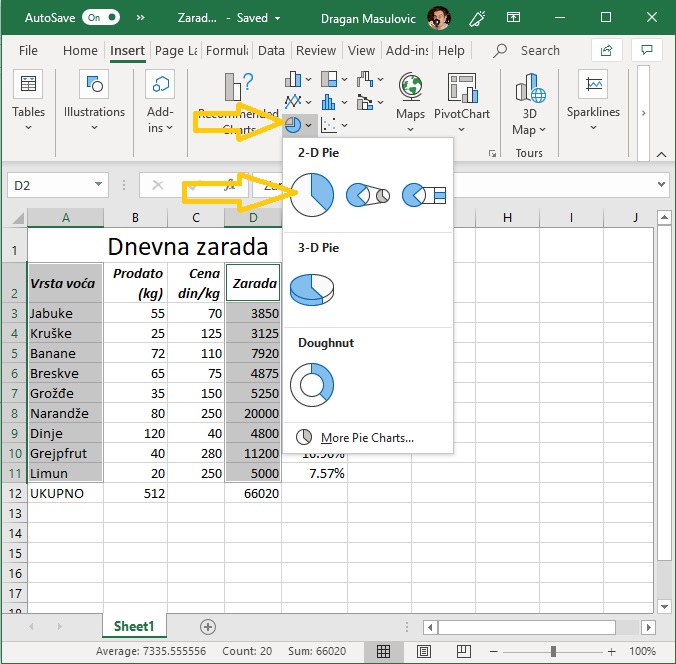 AutoSave On Zarad... - Saved Dragan Masulovic
File Home Insert Page La Formula Data Review View Add-ins Help Search
Tables Illustrations Add-ins Recommended Charts Maps PivotChart 3D Map Sparklines
Tours
2-D Pie
D2 fx
3-D Pie
Doughnut
More Pie Charts...
A B C D H I J
1 Dnevna zarada
2 Vrsta voća Prodato (kg) Cena din/kg Zarada
3 Jabuke 55 70 3850
4 Kruške 25 125 3125
5 Banane 72 110 7920
6 Breskve 65 75 4875
7 Grožđe 35 150 5250
8 Narandže 80 250 20000
9 Dinje 120 40 4800
10 Grejpfrut 40 280 11200
11 Limun 20 250 5000 7.57%
12 UKUPNO 512 66020
13
14
15
16
17
18
Sheet1
Average: 7335.555556 Count: 20 Sum: 66020 100%